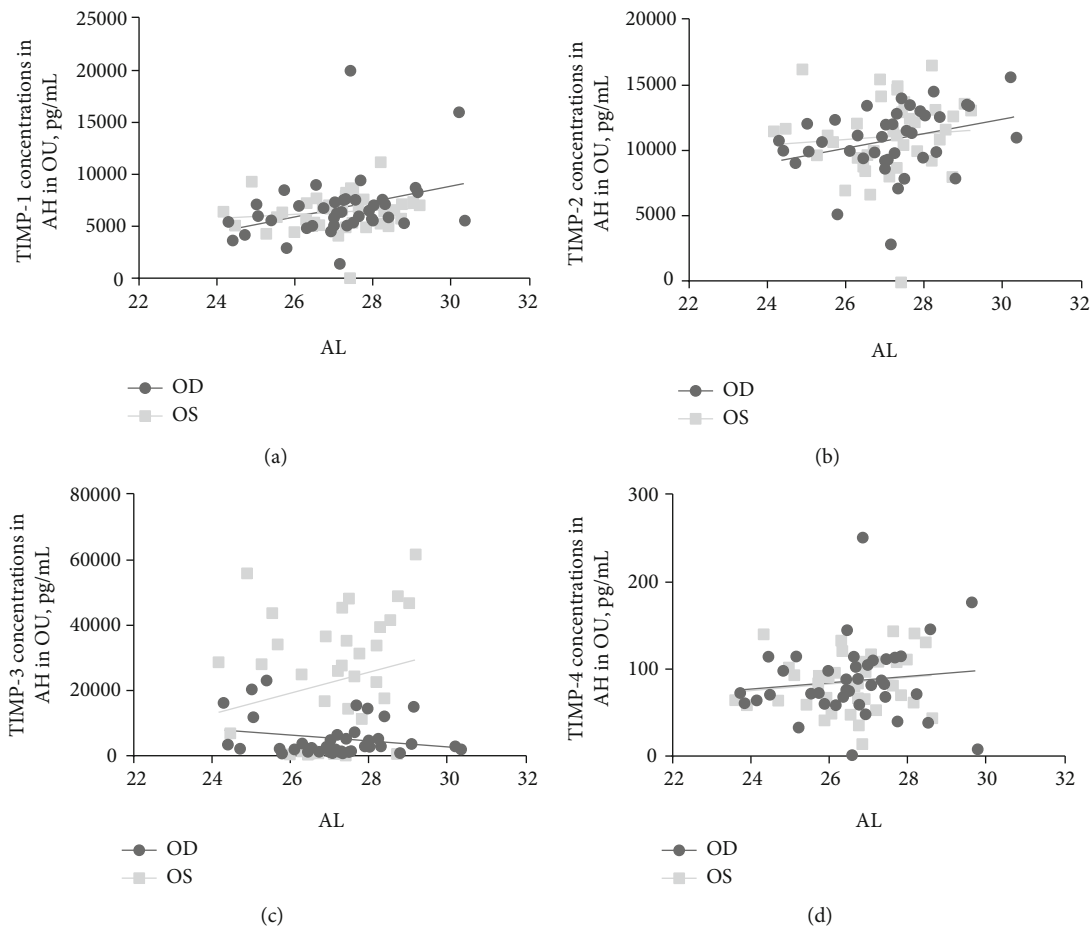 TIMP-1 concentrations in
AH in OU, pg/mL
25000
20000
15000
10000
5000
0
22 24 26 28 30 32
AL
OD
OS
(a)
TIMP-2 concentrations in
AH in OU, pg/mL
20000
15000
10000
5000
0
22 24 26 28 30 32
AL
OD
OS
(b)
TIMP-3 concentrations in
AH in OU, pg/mL
80000
60000
40000
20000
0
22 24 26 28 30 32
AL
OD
OS
(c)
TIMP-4 concentrations in
AH in OU, pg/mL
300
200
100
0
22 24 26 28 30 32
AL
OD
OS
(d)